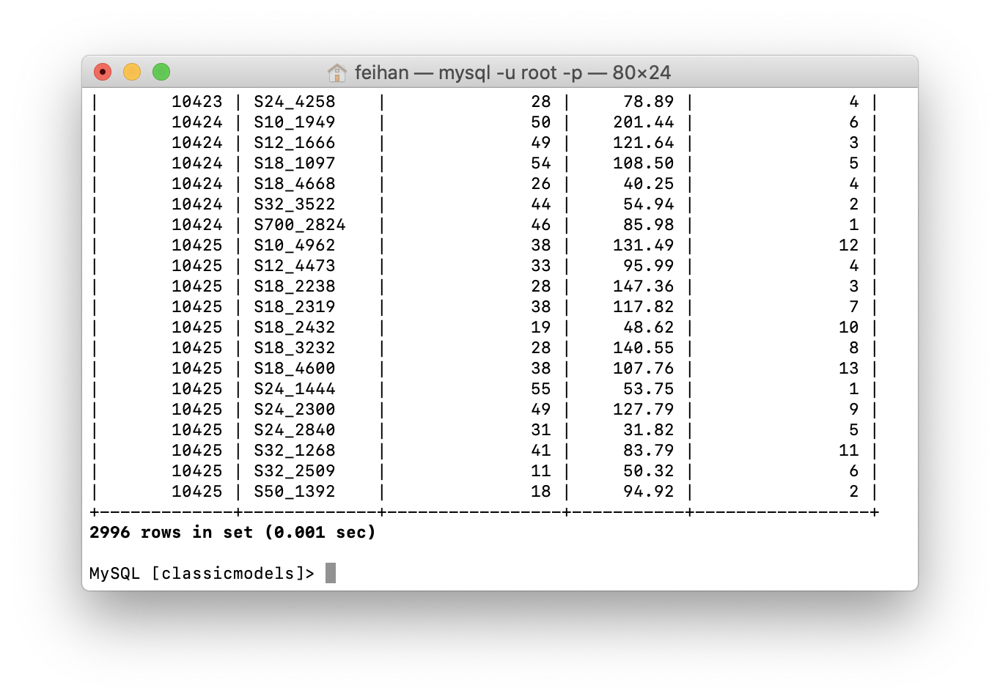 feihan — mysql -u root -p — 80×24
|       10423 | S24_4258    |              28 |     78.89 |               4 |
|       10424 | S10_1949    |              50 |    201.44 |               6 |
|       10424 | S12_1666    |              49 |    121.64 |               3 |
|       10424 | S18_1097    |              54 |    108.50 |               5 |
|       10424 | S18_4668    |              26 |     40.25 |               4 |
|       10424 | S32_3522    |              44 |     54.94 |               2 |
|       10424 | S700_2824   |              46 |     85.98 |               1 |
|       10425 | S10_4962    |              38 |    131.49 |              12 |
|       10425 | S12_4473    |              33 |     95.99 |               4 |
|       10425 | S18_2238    |              28 |    147.36 |               3 |
|       10425 | S18_2319    |              38 |    117.82 |               7 |
|       10425 | S18_2432    |              19 |     48.62 |              10 |
|       10425 | S18_3232    |              28 |    140.55 |               8 |
|       10425 | S18_4600    |              38 |    107.76 |              13 |
|       10425 | S24_1444    |              55 |     53.75 |               1 |
|       10425 | S24_2300    |              49 |    127.79 |               9 |
|       10425 | S24_2840    |              31 |     31.82 |               5 |
|       10425 | S32_1268    |              41 |     83.79 |              11 |
|       10425 | S32_2509    |              11 |     50.32 |               6 |
|       10425 | S50_1392    |              18 |     94.92 |               2 |
+-------------+-------------+-----------------+-----------+-----------------+
2996 rows in set (0.001 sec)
MySQL [classicmodels]>